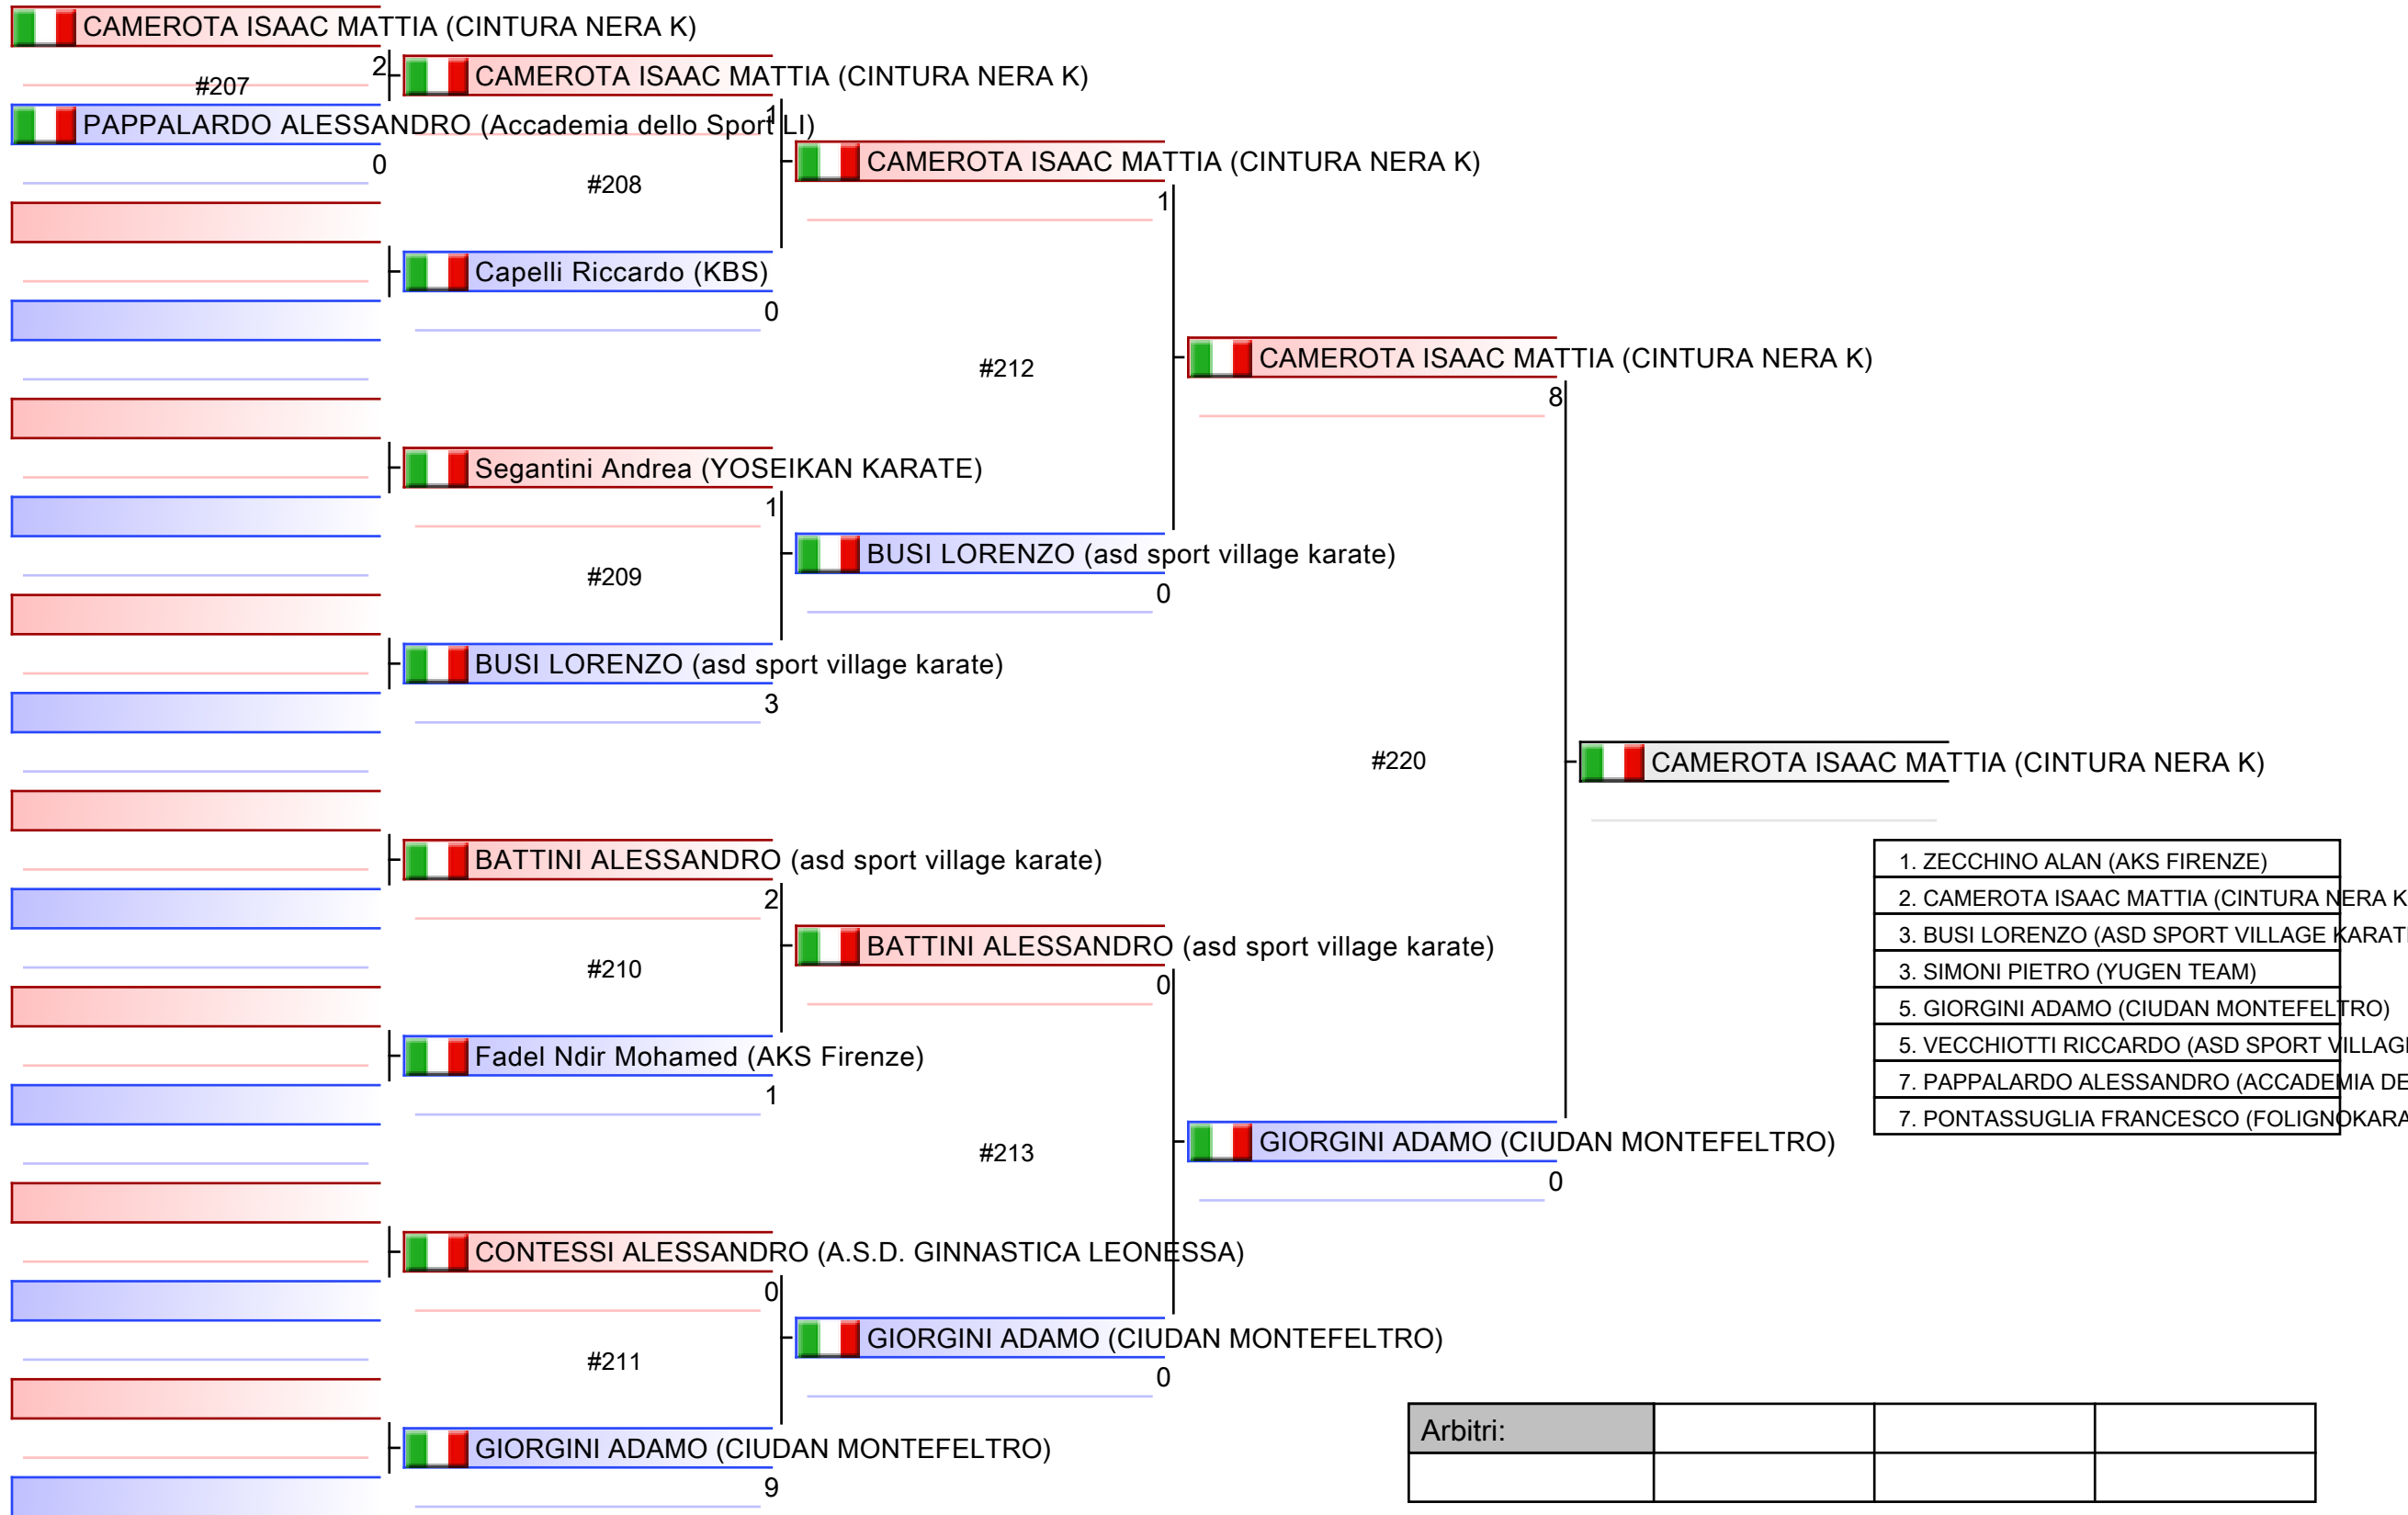 CAMEROTA ISAAC MATTIA (CINTURA NERA K)
2
#207
CAMEROTA ISAAC MATTIA (CINTURA NERA K)
1
PAPPALARDO ALESSANDRO (Accademia dello Sport LI)
0
#208
CAMEROTA ISAAC MATTIA (CINTURA NERA K)
1
Capelli Riccardo (KBS)
0
#212
CAMEROTA ISAAC MATTIA (CINTURA NERA K)
8
Segantini Andrea (YOSEIKAN KARATE)
1
#209
BUSI LORENZO (asd sport village karate)
0
BUSI LORENZO (asd sport village karate)
3
#220
CAMEROTA ISAAC MATTIA (CINTURA NERA K)
BATTINI ALESSANDRO (asd sport village karate)
2
#210
BATTINI ALESSANDRO (asd sport village karate)
0
Fadel Ndir Mohamed (AKS Firenze)
1
#213
GIORGINI ADAMO (CIUDAN MONTEFELTRO)
0
CONTESSI ALESSANDRO (A.S.D. GINNASTICA LEONESSA)
0
#211
GIORGINI ADAMO (CIUDAN MONTEFELTRO)
0
GIORGINI ADAMO (CIUDAN MONTEFELTRO)
9
1. ZECCHINO ALAN (AKS FIRENZE)
2. CAMEROTA ISAAC MATTIA (CINTURA NERA K
3. BUSI LORENZO (ASD SPORT VILLAGE KARAT
3. SIMONI PIETRO (YUGEN TEAM)
5. GIORGINI ADAMO (CIUDAN MONTEFELTRO)
5. VECCHIOTTI RICCARDO (ASD SPORT VILLAG
7. PAPPALARDO ALESSANDRO (ACCADEMIA DE
7. PONTASSUGLIA FRANCESCO (FOLIGNOKARA
Arbitri: